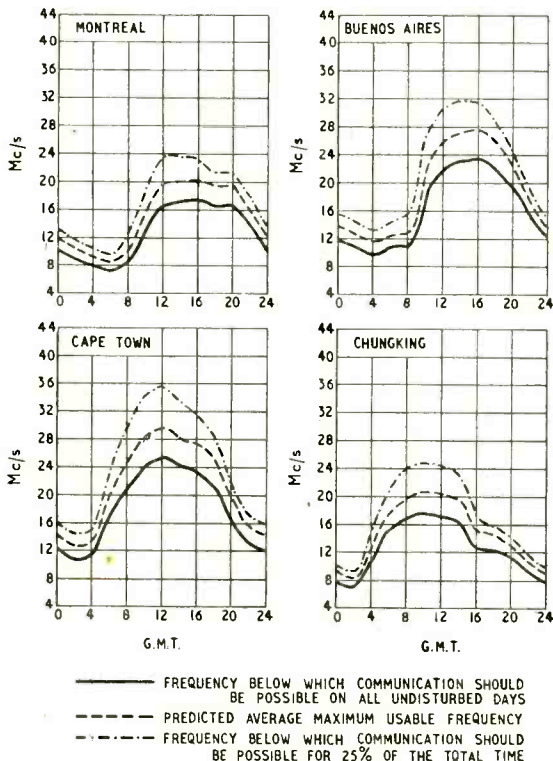 MONTREAL
BUENOS AIRES
Mc/s
44
40
36
32
28
24
20
16
12
8
4
0 4 8 12 16 20 24
Mc/s
44
40
36
32
28
24
20
16
12
8
4
0 4 8 12 16 20 24
CAPE TOWN
CHUNGKING
Mc/s
44
40
36
32
28
24
20
16
12
8
4
0 4 8 12 16 20 24
Mc/s
44
40
36
32
28
24
20
16
12
8
4
0 4 8 12 16 20 24
G.M.T.
G.M.T.
FREQUENCY BELOW WHICH COMMUNICATION SHOULD
BE POSSIBLE ON ALL UNDISTURBED DAYS
PREDICTED AVERAGE MAXIMUM USABLE FREQUENCY
FREQUENCY BELOW WHICH COMMUNICATION SHOULD
BE POSSIBLE FOR 25% OF THE TOTAL TIME